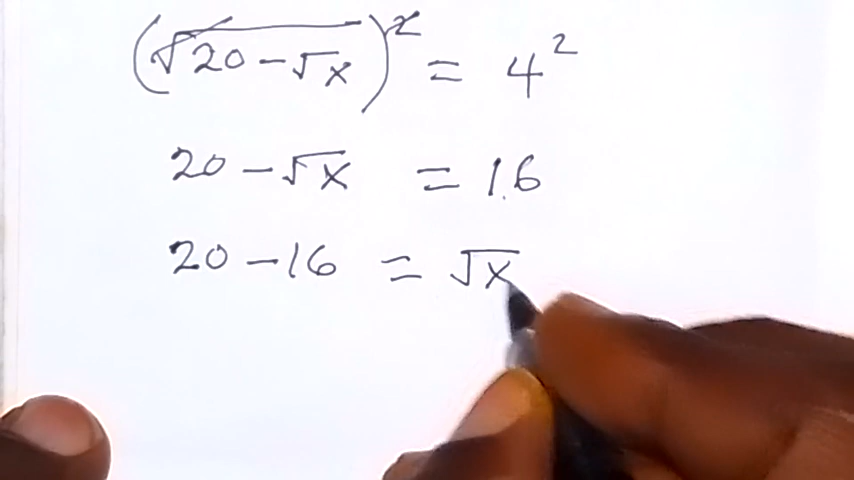 (√20 - √x)² = 4²
20 - √x = 16
20 - 16 = √x